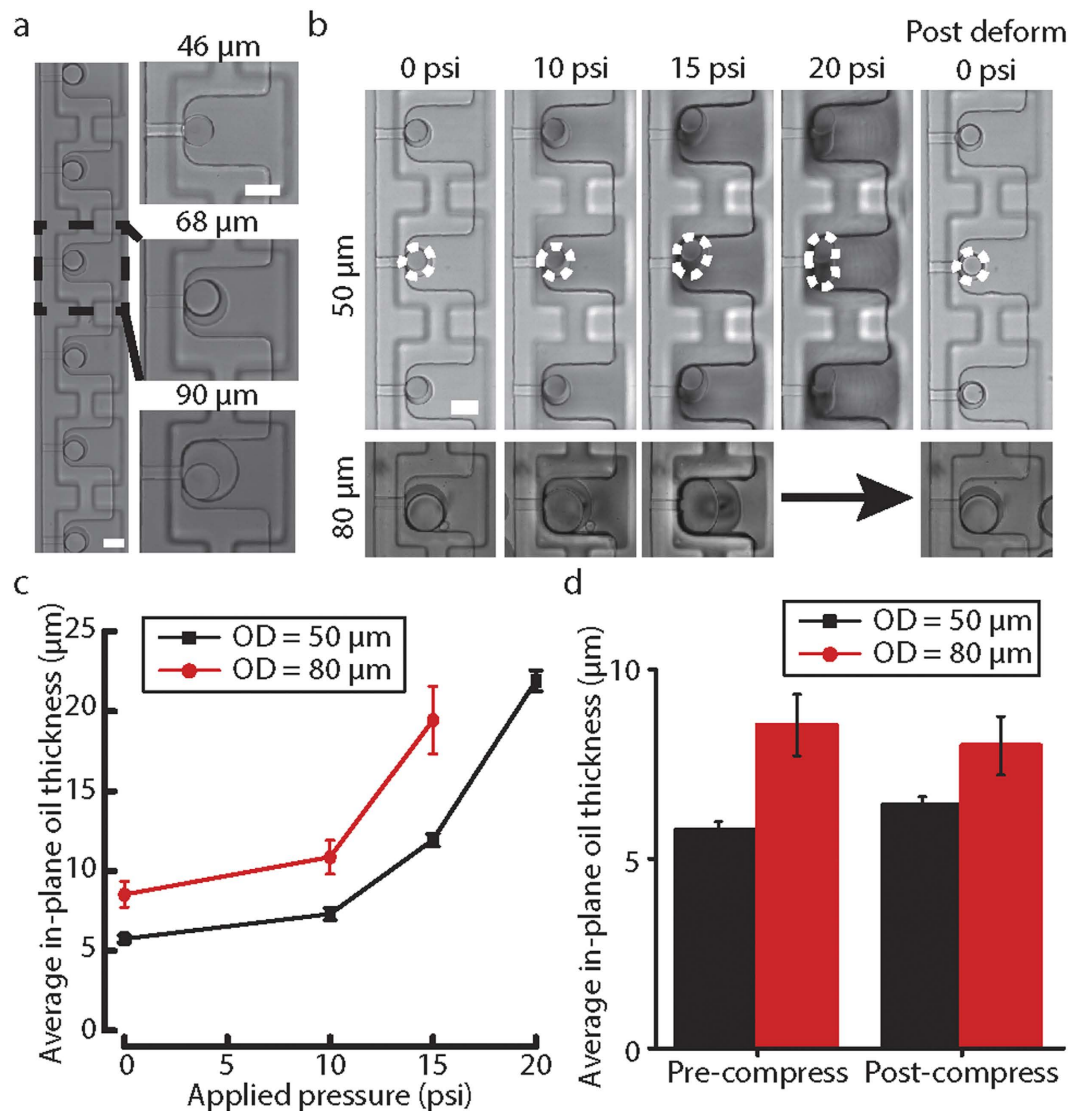 a
46 μm
68 μm
90 μm
b
Post deform
0 psi
10 psi
15 psi
20 psi
0 psi
50 μm
80 μm
c
Average in-plane oil thickness (μm)
25
20
15
10
5
0
OD = 50 μm
OD = 80 μm
0
5
10
15
20
Applied pressure (psi)
d
Average in-plane oil thickness (μm)
OD = 50 μm
OD = 80 μm
10
5
0
Pre-compress
Post-compress